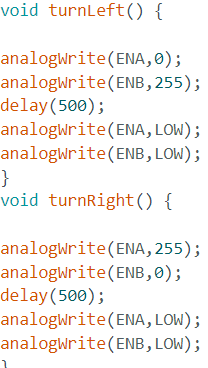 void turnLeft() {
analogWrite(ENA,0);
analogWrite(ENB,255);
delay(500);
analogWrite(ENA,LOW);
analogWrite(ENB,LOW);
}
void turnRight() {
analogWrite(ENA,255);
analogWrite(ENB,0);
delay(500);
analogWrite(ENA,LOW);
analogWrite(ENB,LOW);
}